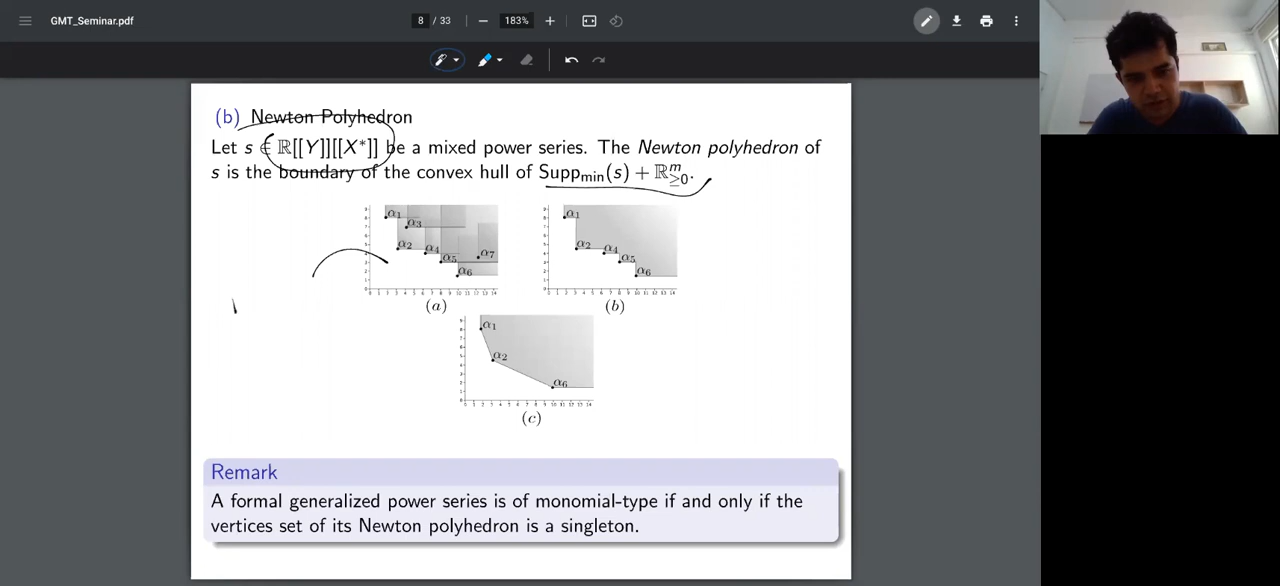 GMT_Seminar.pdf
8 / 33
183%
(b) Newton Polyhedron
Let s ∈ ℝ[[Y]][[X*]] be a mixed power series. The Newton polyhedron of
s is the boundary of the convex hull of Supp_min(s) + ℝ^m_≥0.
α1
α3
α2
α4
α5
α7
α6
(a)
α1
α2
α4
α5
α6
(b)
α1
α2
α6
(c)
Remark
A formal generalized power series is of monomial-type if and only if the
vertices set of its Newton polyhedron is a singleton.